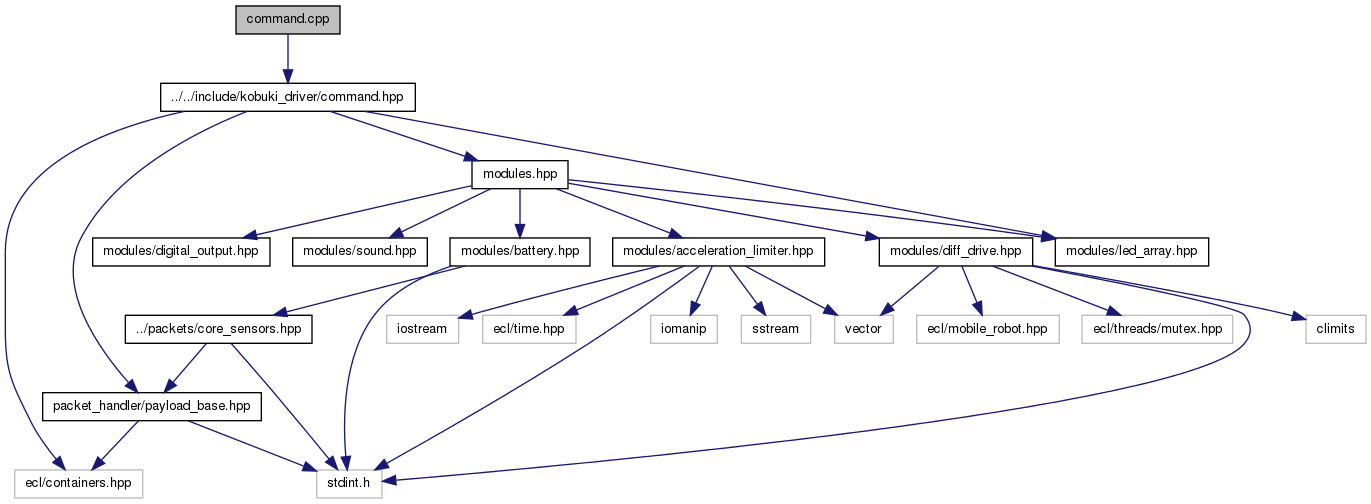 command.cpp
../../include/kobuki_driver/command.hpp
modules.hpp
modules/digital_output.hpp
modules/sound.hpp
modules/battery.hpp
modules/acceleration_limiter.hpp
modules/diff_drive.hpp
modules/led_array.hpp
../packets/core_sensors.hpp
iostream
ecl/time.hpp
iomanip
sstream
vector
ecl/mobile_robot.hpp
ecl/threads/mutex.hpp
climits
packet_handler/payload_base.hpp
ecl/containers.hpp
stdint.h